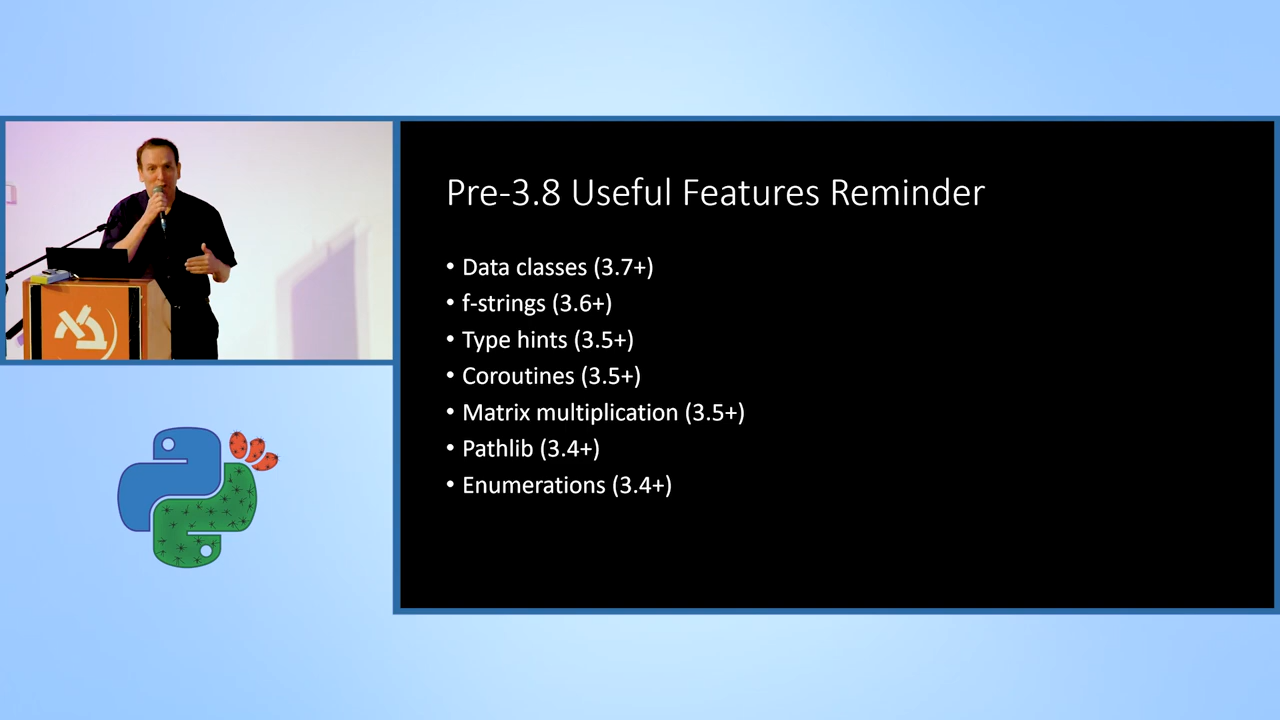 Pre-3.8 Useful Features Reminder
• Data classes (3.7+)
• f-strings (3.6+)
• Type hints (3.5+)
• Coroutines (3.5+)
• Matrix multiplication (3.5+)
• Pathlib (3.4+)
• Enumerations (3.4+)